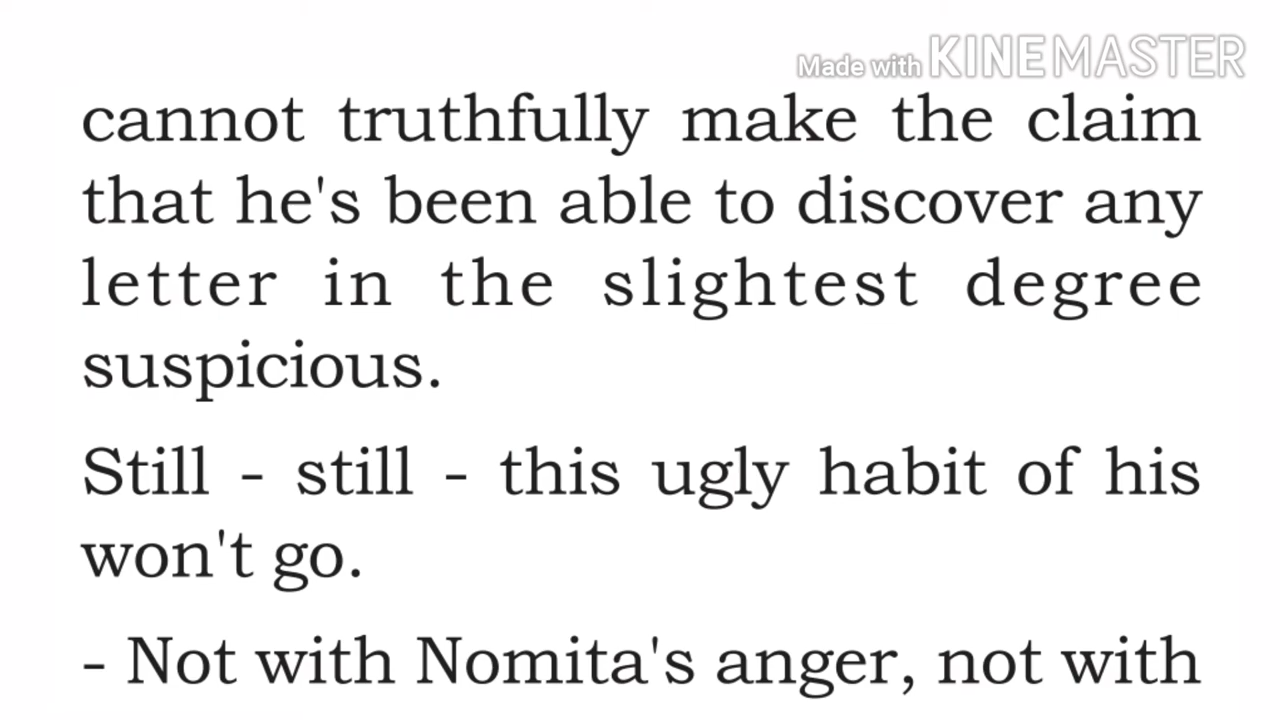 Made with KINEMASTER
cannot truthfully make the claim
that he's been able to discover any
letter in the slightest degree
suspicious.
Still - still - this ugly habit of his
won't go.
- Not with Nomita's anger, not with